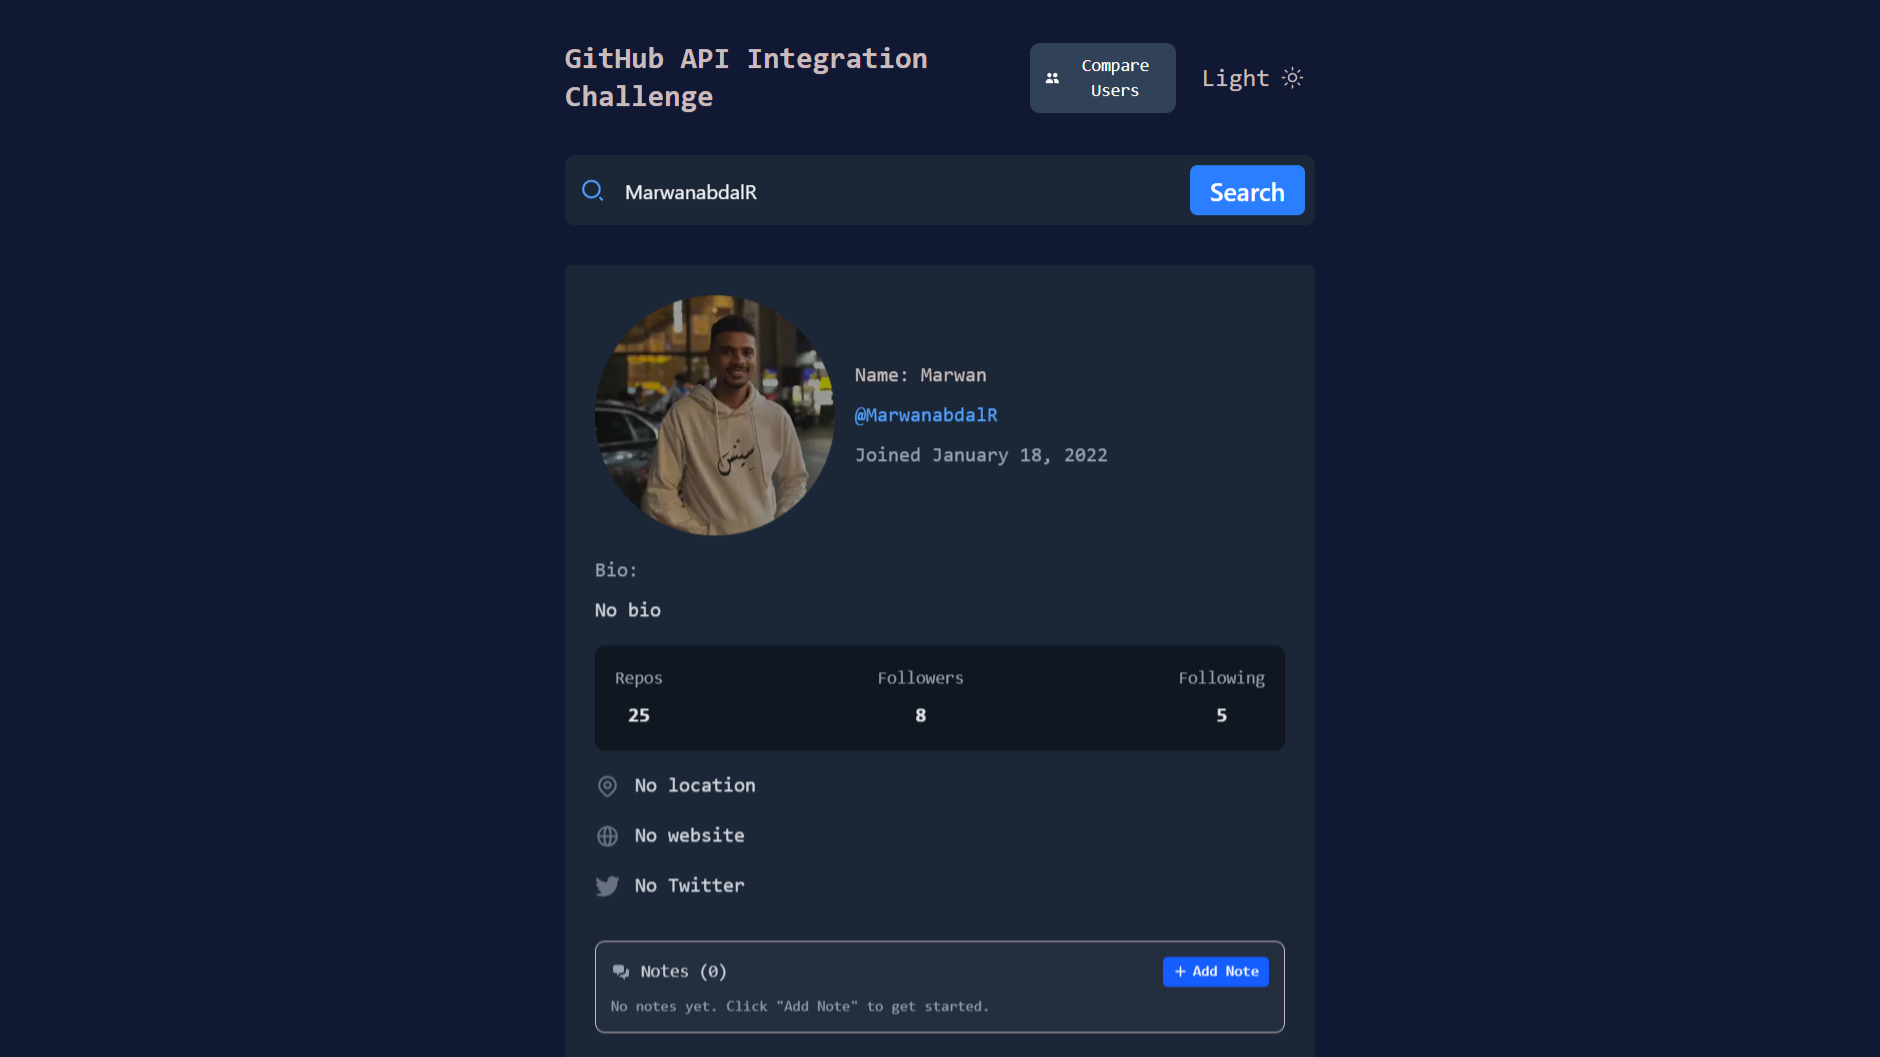 GitHub API Integration
Challenge
Compare
Users
Light
MarwanabdalR
Search
سينس
Name: Marwan
@MarwanabdalR
Joined January 18, 2022
Bio:
No bio
Repos
Followers
Following
25
8
5
No location
No website
No Twitter
Notes (0)
+ Add Note
No notes yet. Click "Add Note" to get started.